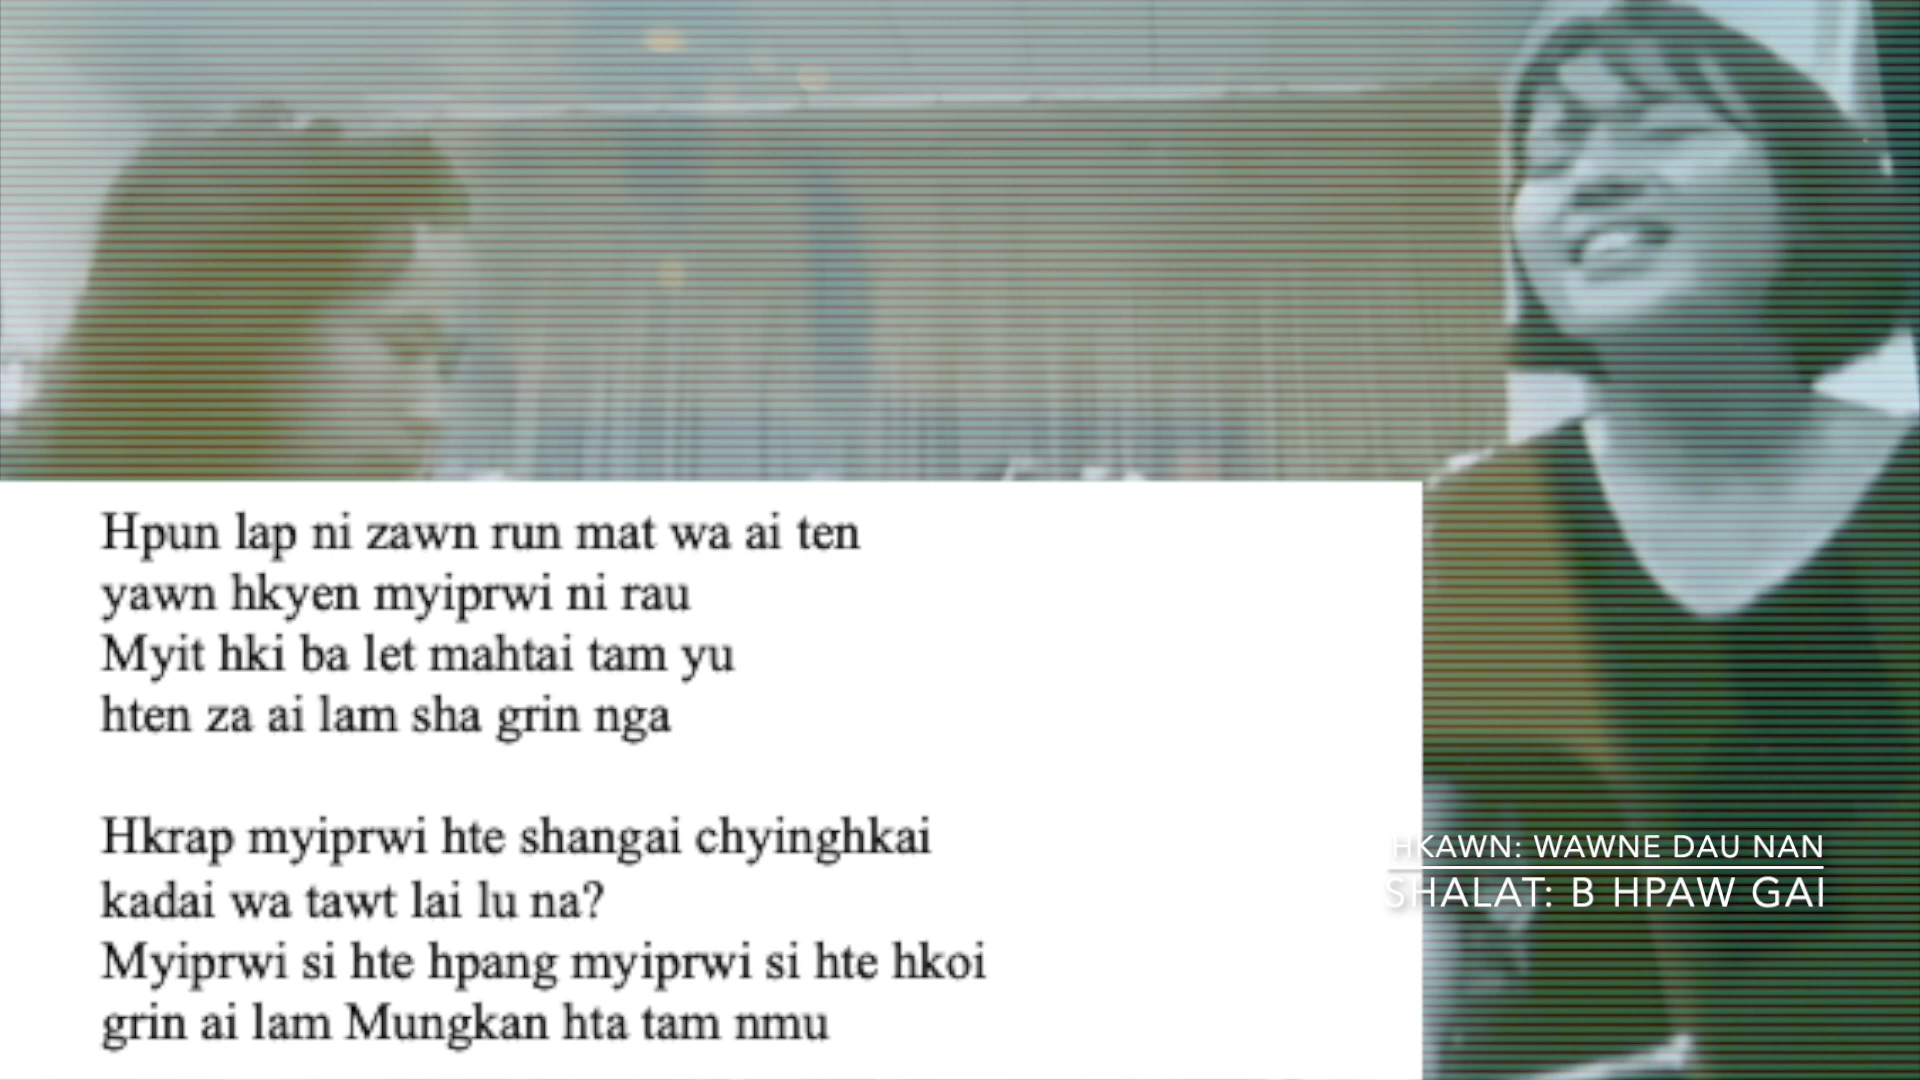 Hpun lap ni zawn run mat wa ai ten
yawn hkyen myiprwi ni rau
Myit hki ba let mahtai tam yu
hten za ai lam sha grin nga
Hkrap myiprwi hte shangai chyinghkai
kadai wa tawt lai lu na?
Myiprwi si hte hpang myiprwi si hte hkoi
grin ai lam Mungkan hta tam nmu
HKAWN: WAWNE DAU NAN
SHALAT: B HPAW GAI